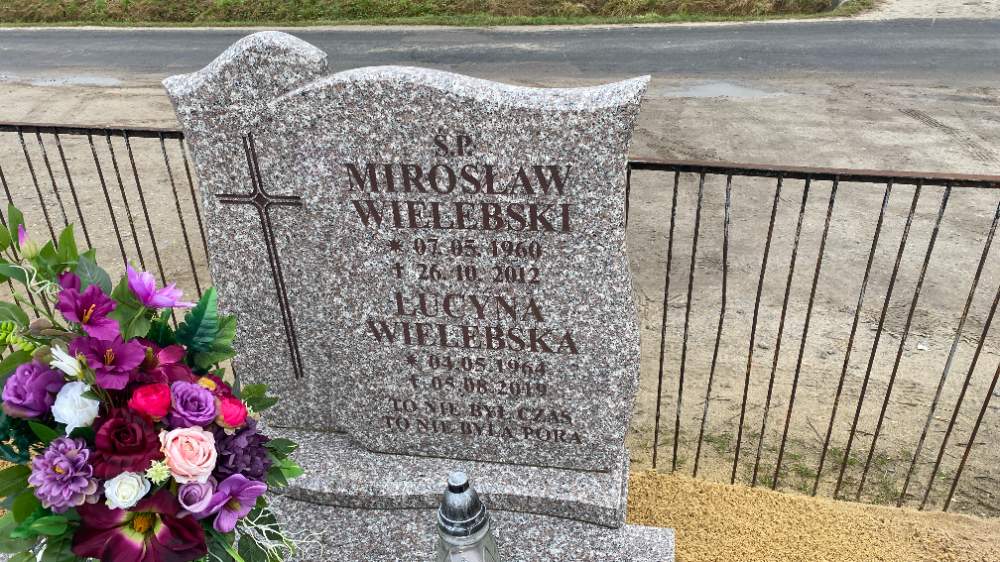 Ś.P.
MIROSŁAW
WIELEBSKI
* 07. 05. 1960
† 26. 10. 2012
LUCYNA
WIELEBSKA
* 04.05.1964
† 05.08.2019
TO NIE BYŁ CZAS
TO NIE BYŁA PORA